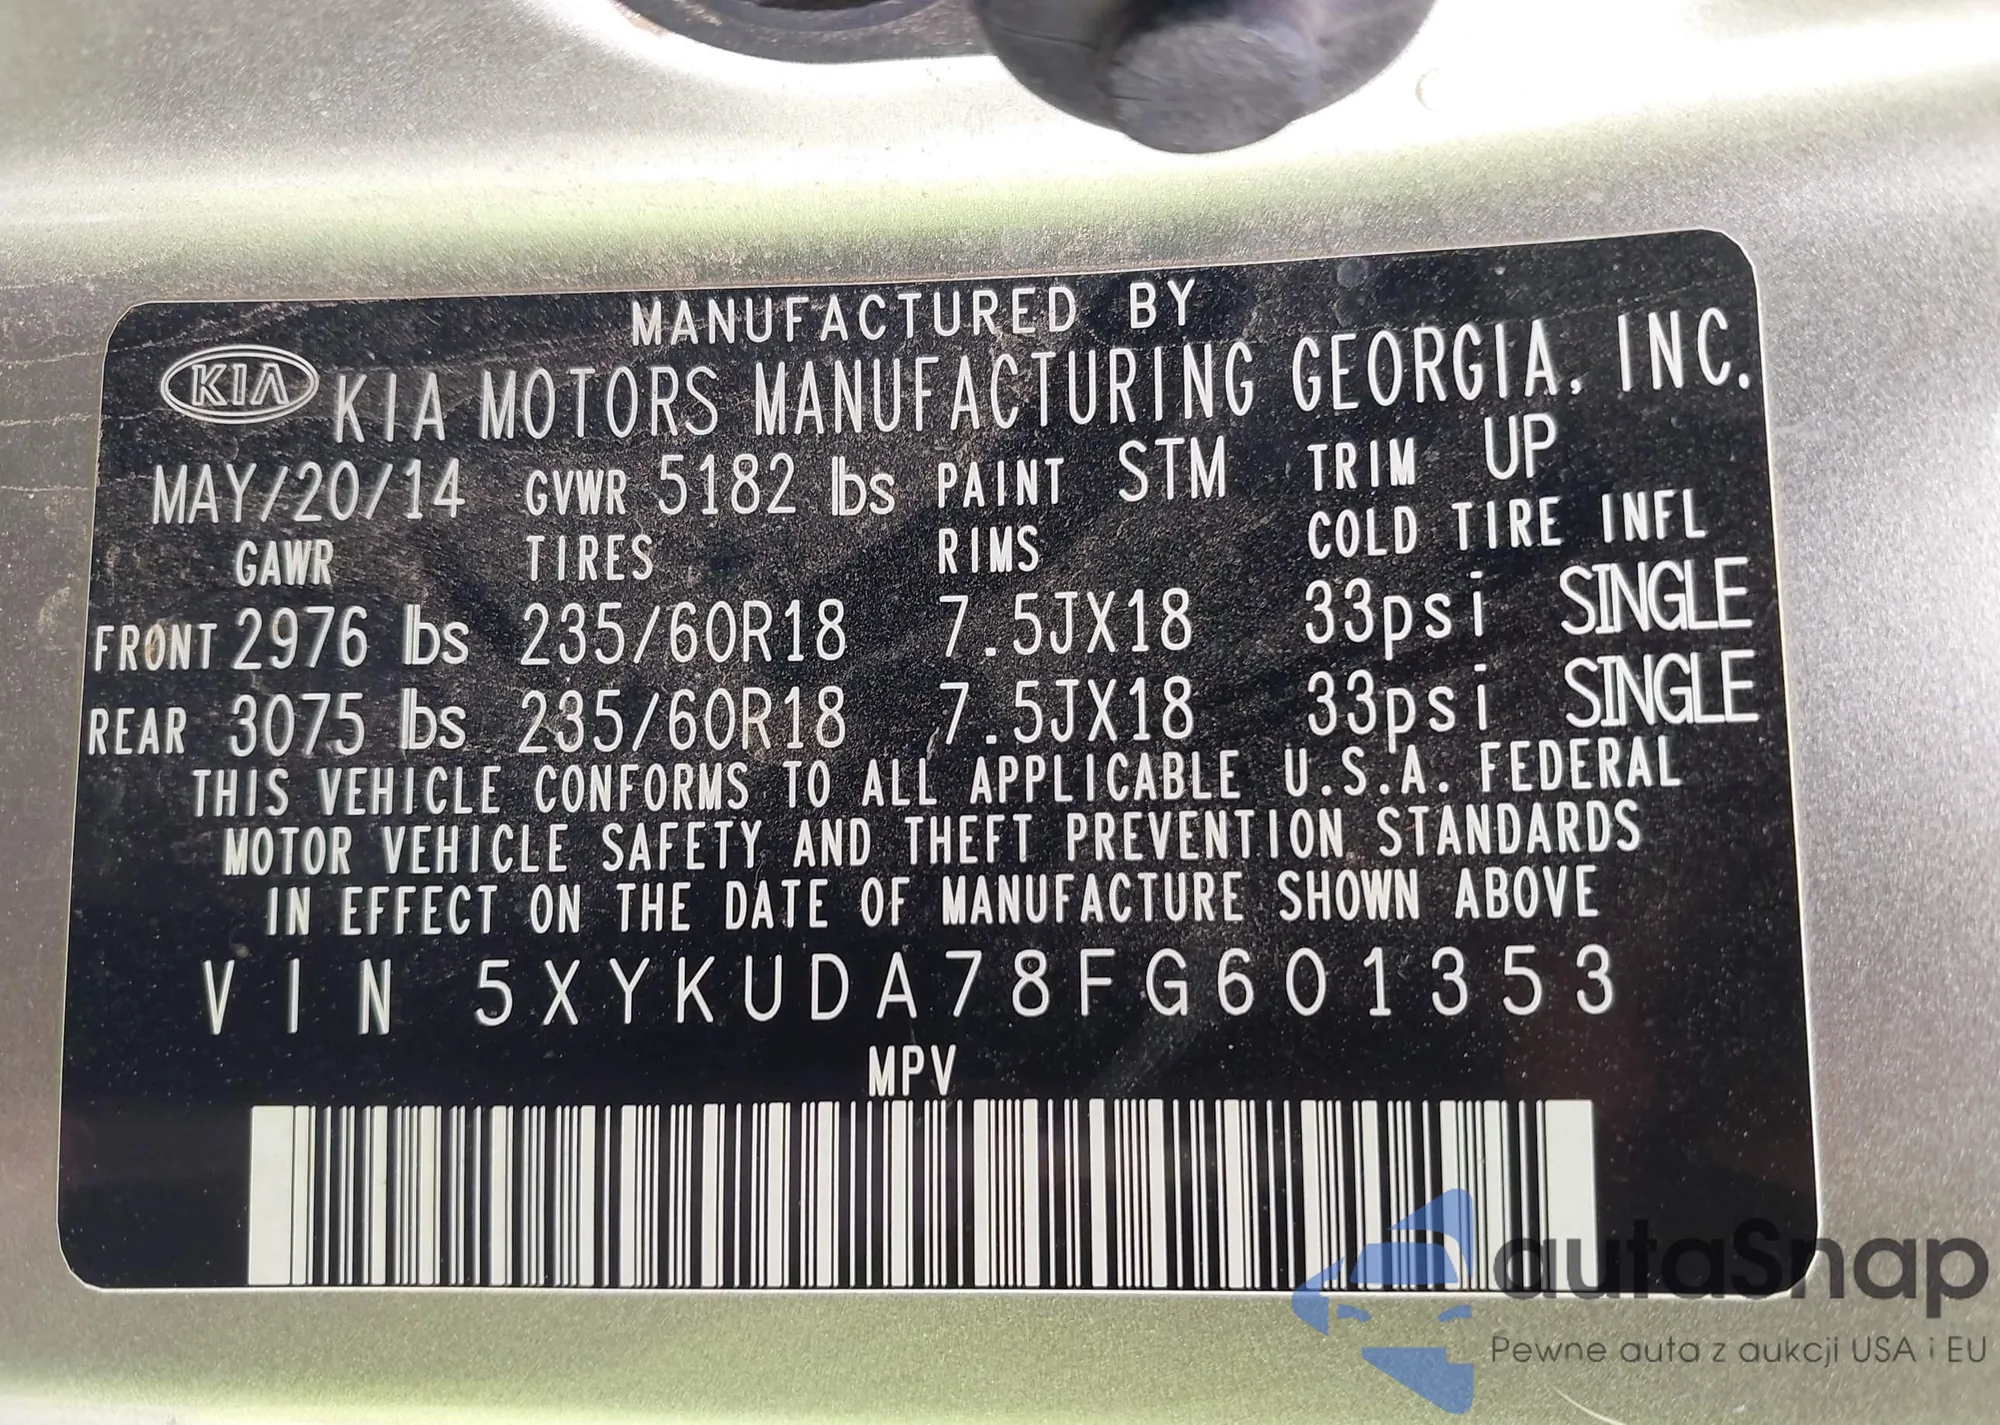 MANUFACTURED BY
KIA KIA MOTORS MANUFACTURING GEORGIA, INC.
MAY/20/14 GVWR 5182 lbs PAINT STM TRIM UP
GAWR TIRES RIMS COLD TIRE INFL
FRONT 2976 lbs 235/60R18 7.5JX18 33psi SINGLE
REAR 3075 lbs 235/60R18 7.5JX18 33psi SINGLE
THIS VEHICLE CONFORMS TO ALL APPLICABLE U.S.A. FEDERAL
MOTOR VEHICLE SAFETY AND THEFT PREVENTION STANDARDS
IN EFFECT ON THE DATE OF MANUFACTURE SHOWN ABOVE
VIN 5XYKUDA78FG601353
MPV
autaSnap
Pewne auta z aukcji USA i EU